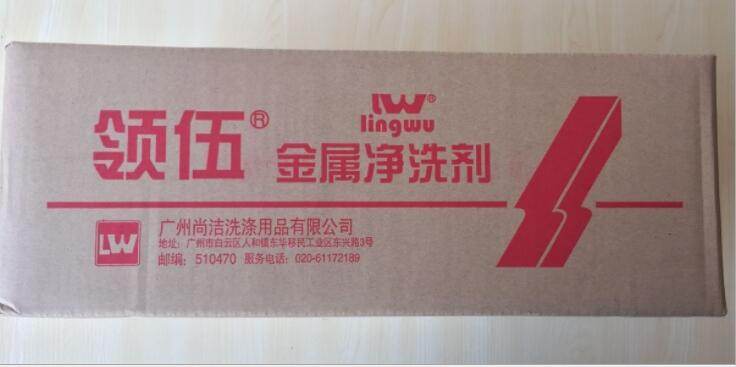 领伍®
LW®
lingwu
金属净洗剂
LW
广州尚洁洗涤用品有限公司
地址：广州市白云区人和镇东华移民工业区东兴路3号
邮编：510470 服务电话：020-61172189